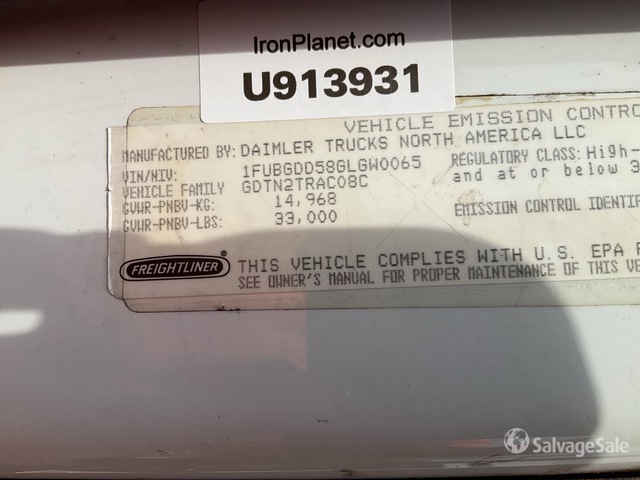 IronPlanet.com
U913931
VEHICLE EMISSION CONTRO
MANUFACTURED BY: DAIMLER TRUCKS NORTH AMERICA LLC
VIN/NIV: 1FUBGDD58GLGW0065
REGULATORY CLASS: High-
VEHICLE FAMILY GDTN2TRAC08C
and at or below 3
GVWR-PNBV-KG: 14,968
GVWR-PNBV-LBS: 33,000
EMISSION CONTROL IDENTIF
FREIGHTLINER®
THIS VEHICLE COMPLIES WITH U.S. EPA R
SEE OWNER'S MANUAL FOR PROPER MAINTENANCE OF THIS VE
SalvageSale